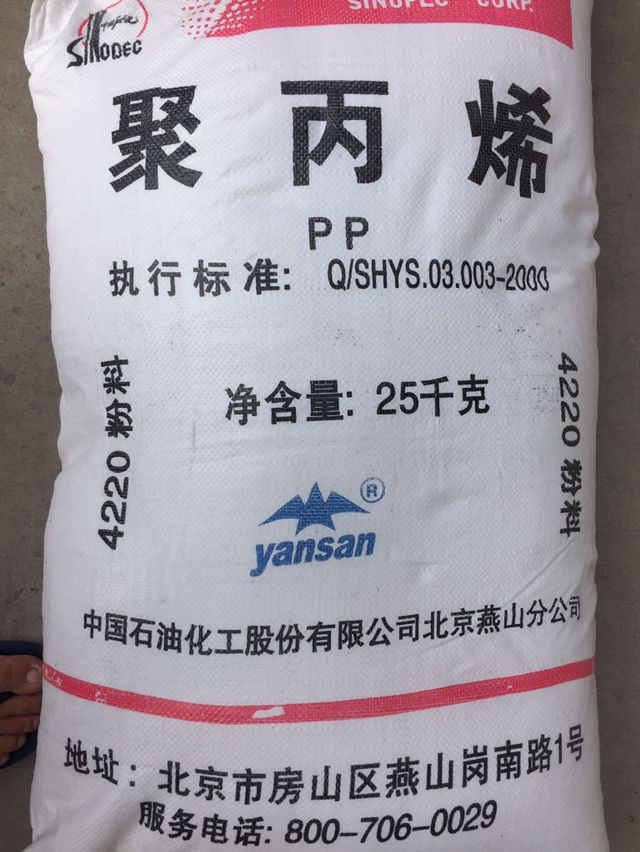 SINOPEC CORP.
SINOPEC
聚丙烯
PP
执行标准: Q/SHYS.03.003-2000
净含量: 25千克
4220 粉料
4220 粉料
R
yansan
中国石油化工股份有限公司北京燕山分公司
地址: 北京市房山区燕山岗南路1号
服务电话: 800-706-0029